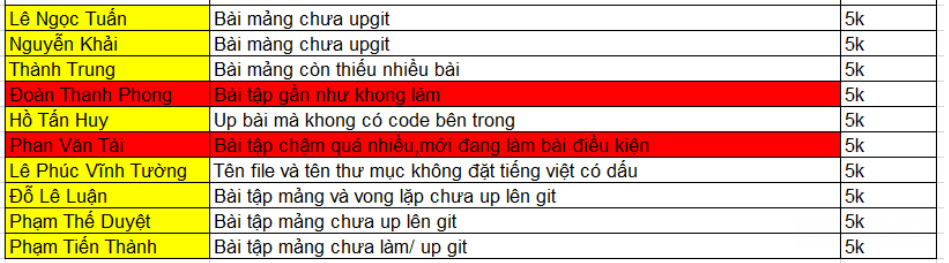 Lê Ngọc Tuấn Bài mảng chưa upgit 5k
Nguyễn Khải Bài màng chưa upgit 5k
Thành Trung Bài mảng còn thiếu nhiều bài 5k
Đoàn Thanh Phong Bài tập gần như khong làm 5k
Hồ Tấn Huy Up bài mà khong có code bên trong 5k
Phan Văn Tài Bài tập chậm quá nhiều,mới đang làm bài điều kiện 5k
Lê Phúc Vĩnh Tường Tên file và tên thư mục không đặt tiếng việt có dấu 5k
Đỗ Lê Luận Bài tập mảng và vong lặp chưa up lên git 5k
Phạm Thế Duyệt Bài tập mảng chưa up lên git 5k
Phạm Tiến Thành Bài tập mảng chưa làm/ up git 5k